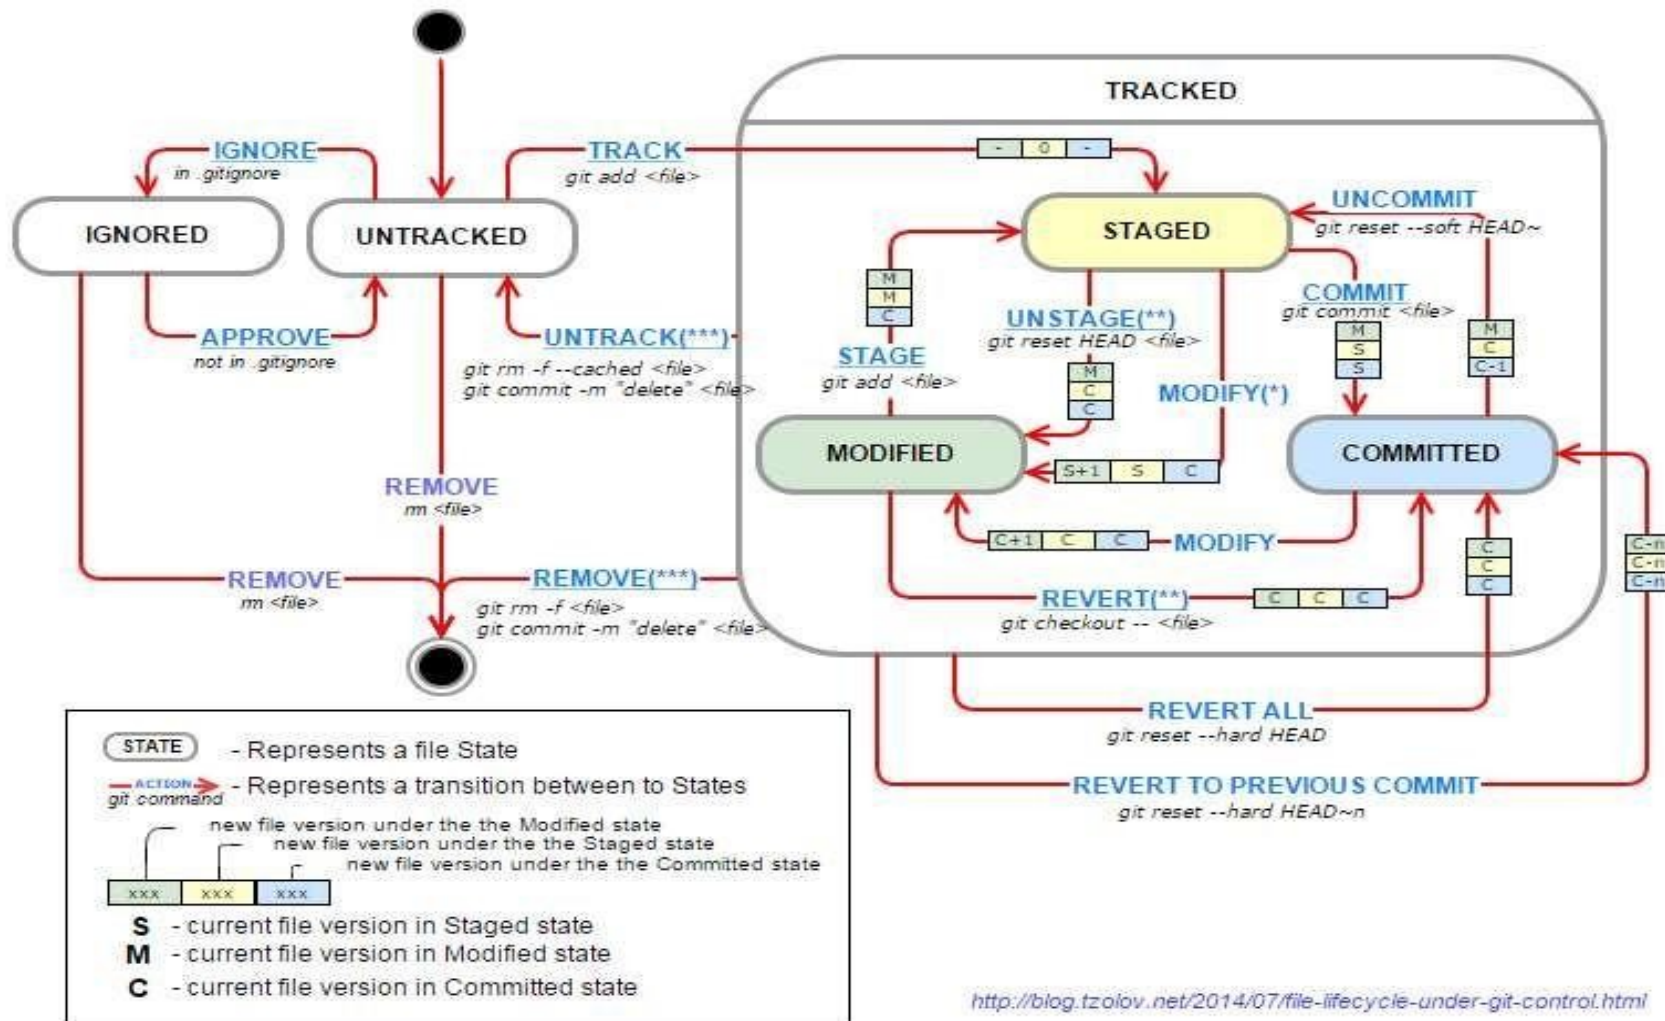 TRACKED
IGNORE
in .gitignore
TRACK
git add <file>
- 0 -
IGNORED
UNTRACKED
STAGED
UNCOMMIT
git reset --soft HEAD~
M
M
C
UNSTAGE(**)
git reset HEAD <file>
COMMIT
git commit <file>
M
S
S
M
C
C-1
APPROVE
not in .gitignore
UNTRACK(***)
git rm -f --cached <file>
git commit -m "delete" <file>
STAGE
git add <file>
M
C
C
MODIFY(*)
MODIFIED
COMMITTED
S+1 S C
REMOVE
rm <file>
C+1 C C
MODIFY
C
C
C
C-n
C-n
C-n
REMOVE
rm <file>
REMOVE(***)
git rm -f <file>
git commit -m "delete" <file>
REVERT(**)
git checkout -- <file>
C C C
REVERT ALL
git reset --hard HEAD
REVERT TO PREVIOUS COMMIT
git reset --hard HEAD~n
STATE - Represents a file State
ACTION - Represents a transition between to States
git command
new file version under the the Modified state
new file version under the the Staged state
new file version under the the Committed state
xxx xxx xxx
S - current file version in Staged state
M - current file version in Modified state
C - current file version in Committed state
http://blog.tzolov.net/2014/07/file-lifecycle-under-git-control.html